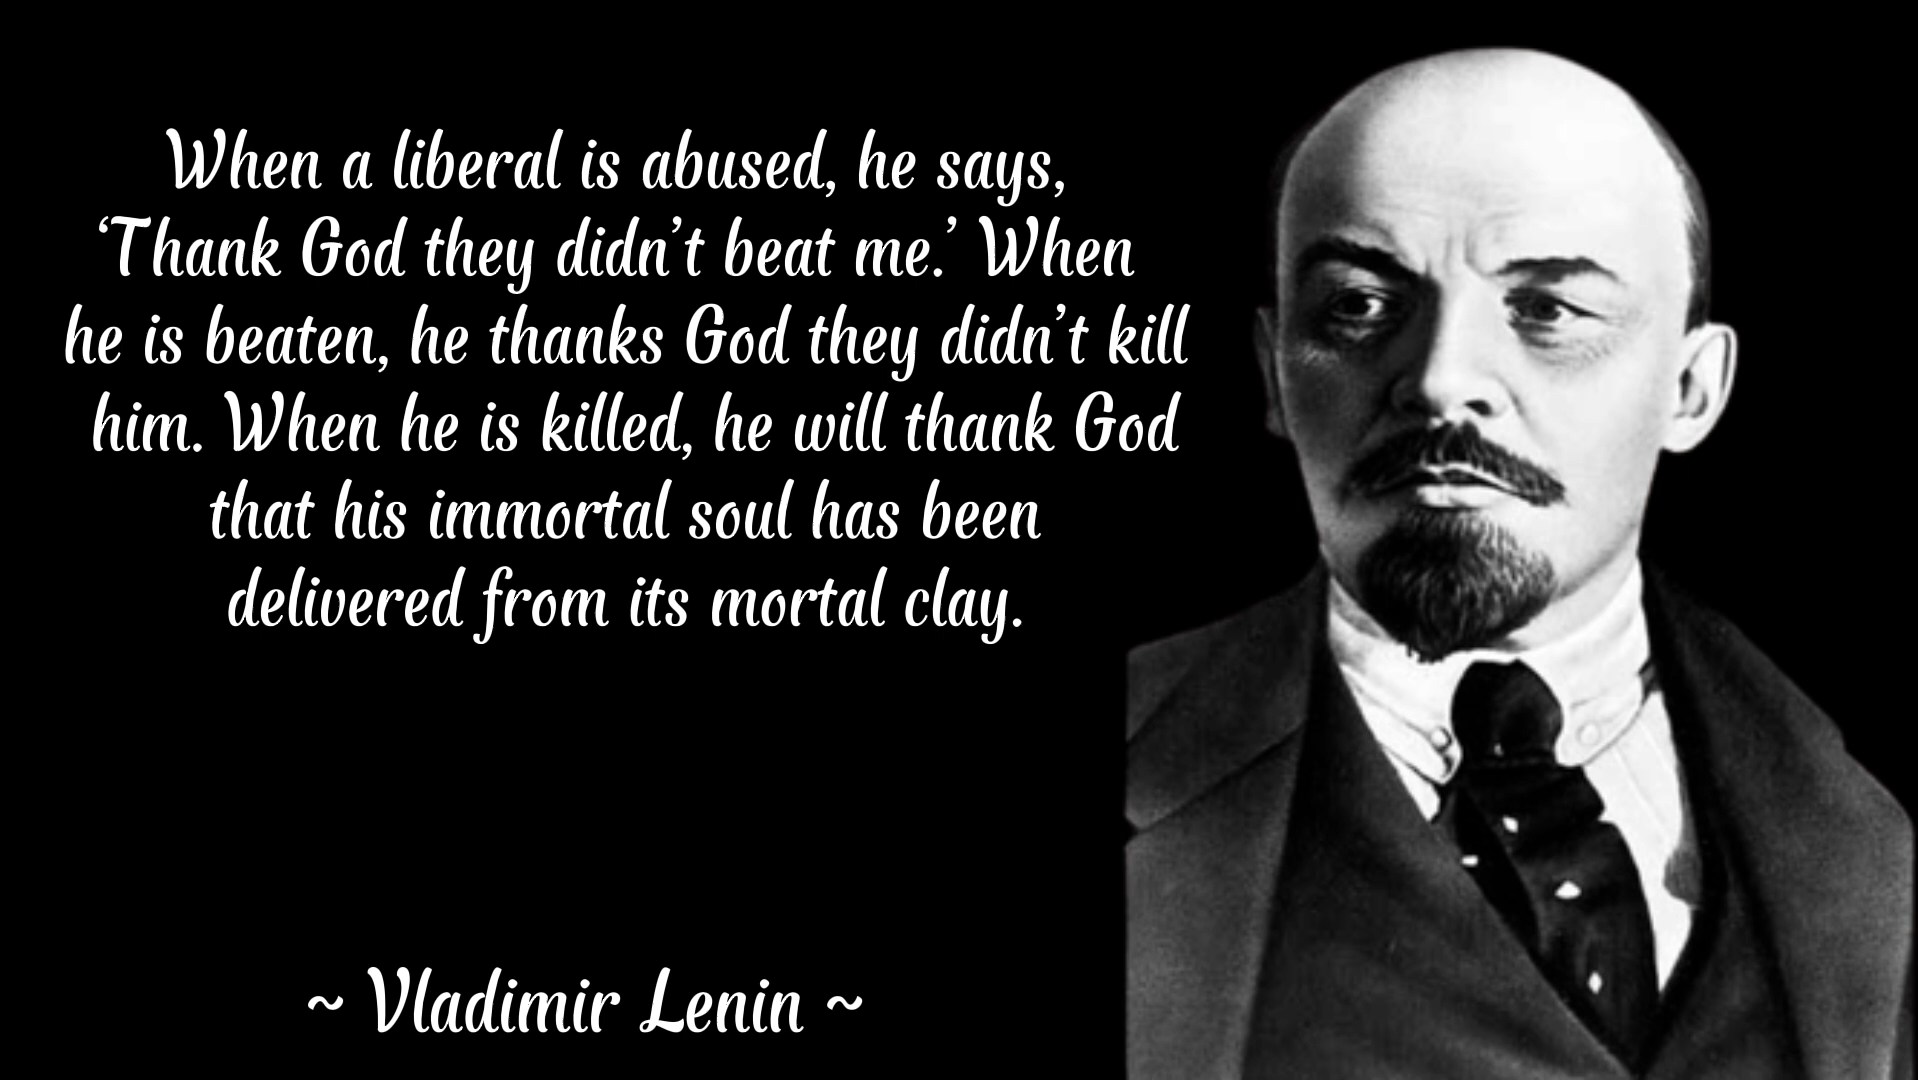 When a liberal is abused, he says,
‘Thank God they didn’t beat me.’ When
he is beaten, he thanks God they didn’t kill
him. When he is killed, he will thank God
that his immortal soul has been
delivered from its mortal clay.
~ Vladimir Lenin ~